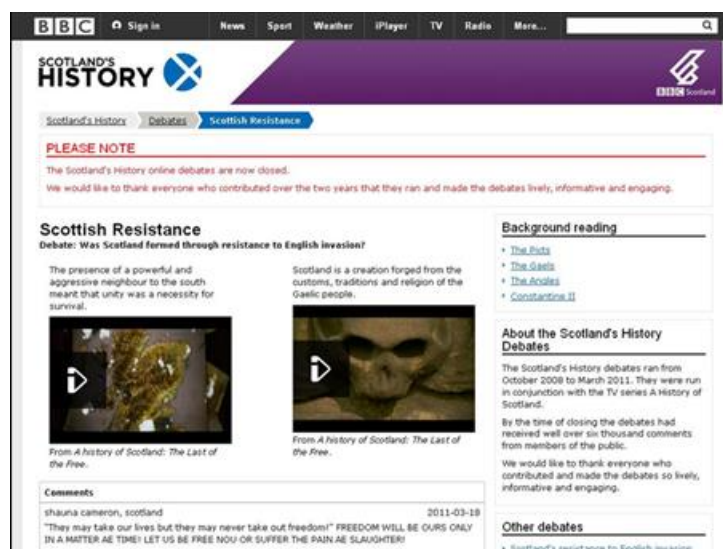 BBC Sign in News Sport Weather iPlayer TV Radio More...
SCOTLAND'S
HISTORY
BBC Scotland
Scotland's History Debates Scottish Resistance
PLEASE NOTE
The Scotland's History online debates are now closed.
We would like to thank everyone who contributed over the two years that they ran and made the debates lively, informative and engaging.
Scottish Resistance
Debate: Was Scotland formed through resistance to English invasion?
The presence of a powerful and
aggressive neighbour to the south
meant that unity was a necessity for
survival.
From A history of Scotland: The Last of
the Free.
Scotland is a creation forged from the
customs, traditions and religion of the
Gaelic people.
From A history of Scotland: The Last of
the Free.
Comments
shauna cameron, scotland 2011-03-18
"They may take our lives but they may never take out freedom!" FREEDOM WILL BE OURS ONLY
IN A MATTER AE TIME! LET US BE FREE NOU OR SUFFER THE PAIN AE SLAUGHTER!
Background reading
The Picts
The Gaels
The Angles
Constantine II
About the Scotland's History
Debates
The Scotland's History debates ran from
October 2008 to March 2011. They were run
in conjunction with the TV series A History of
Scotland.
By the time of closing the debates had
received well over six thousand comments
from members of the public.
We would like to thank everyone who
contributed and made the debates so lively,
informative and engaging.
Other debates
Scotland's resistance to English invasion